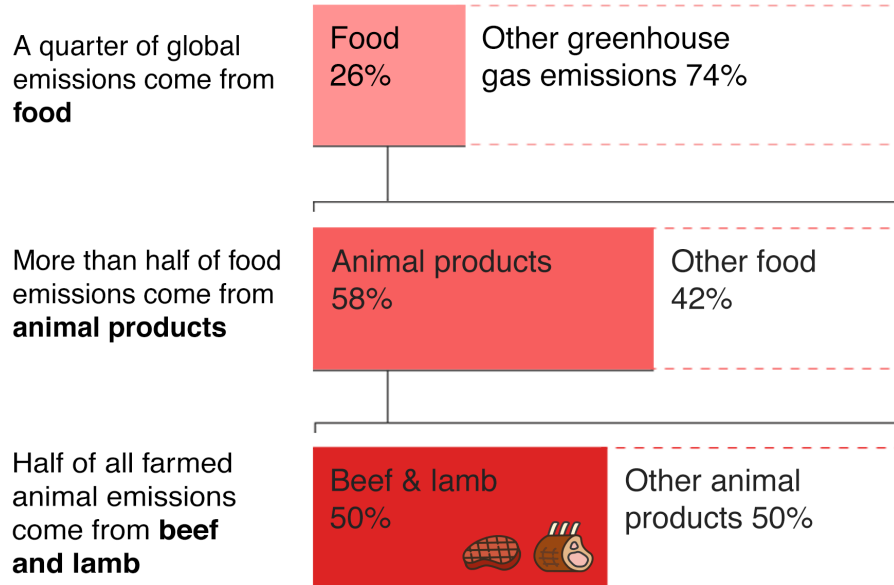 A quarter of global
emissions come from
food
Food
26%
Other greenhouse
gas emissions 74%
More than half of food
emissions come from
animal products
Animal products
58%
Other food
42%
Half of all farmed
animal emissions
come from beef
and lamb
Beef & lamb
50%
Other animal
products 50%